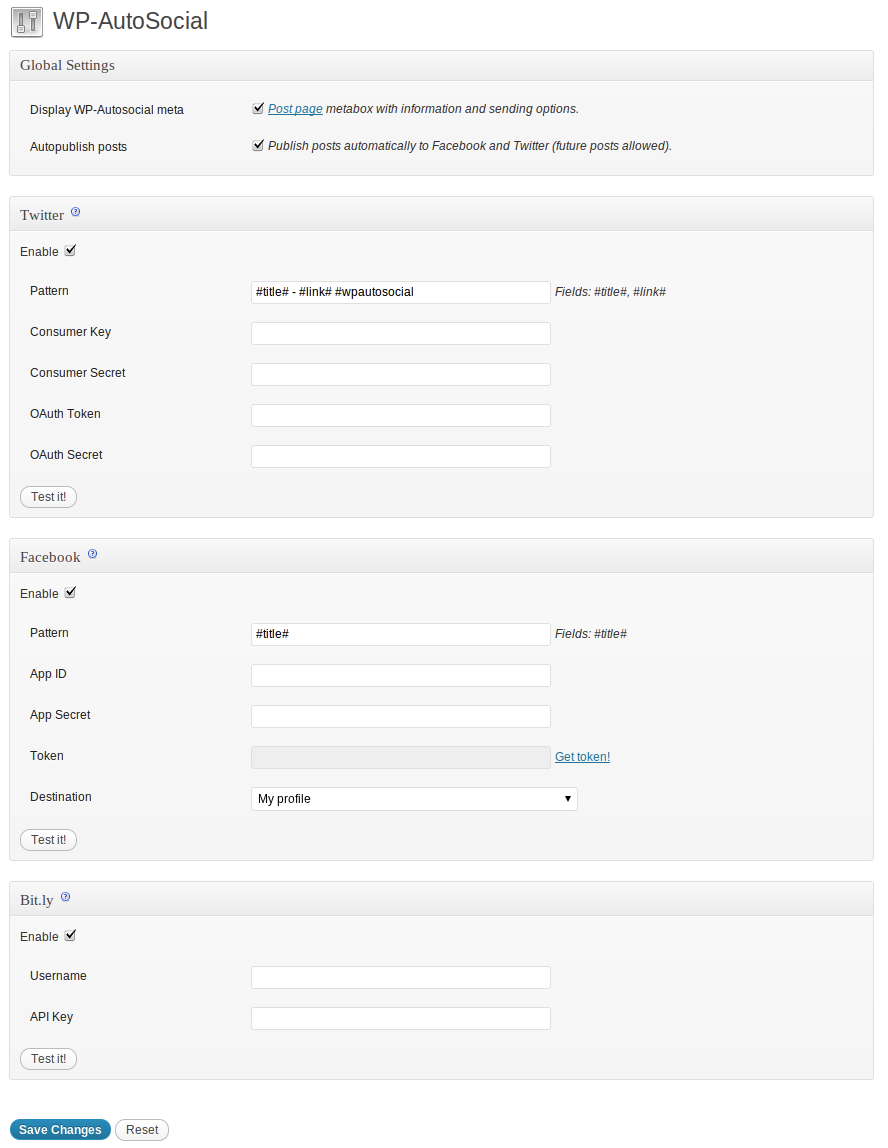 WP-AutoSocial
Global Settings
Display WP-Autosocial meta Post page metabox with information and sending options.
Autopublish posts Publish posts automatically to Facebook and Twitter (future posts allowed).
Twitter ?
Enable
Pattern #title# - #link# #wpautosocial Fields: #title#, #link#
Consumer Key
Consumer Secret
OAuth Token
OAuth Secret
Test it!
Facebook ?
Enable
Pattern #title# Fields: #title#
App ID
App Secret
Token Get token!
Destination My profile
Test it!
Bit.ly ?
Enable
Username
API Key
Test it!
Save Changes Reset